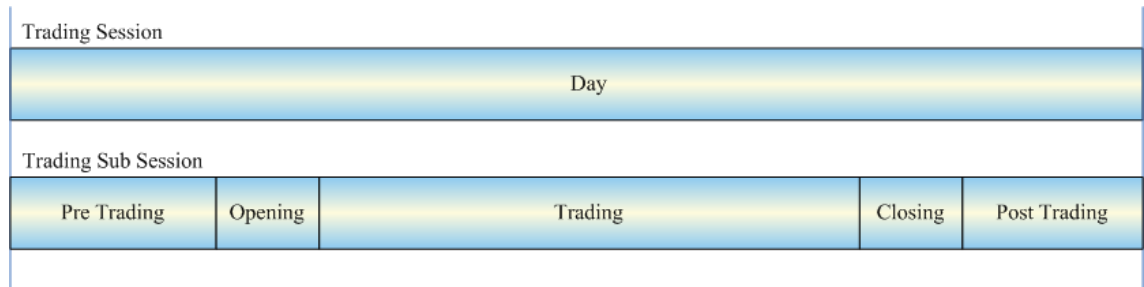 Trading Session
Day
Trading Sub Session
Pre Trading Opening Trading Closing Post Trading